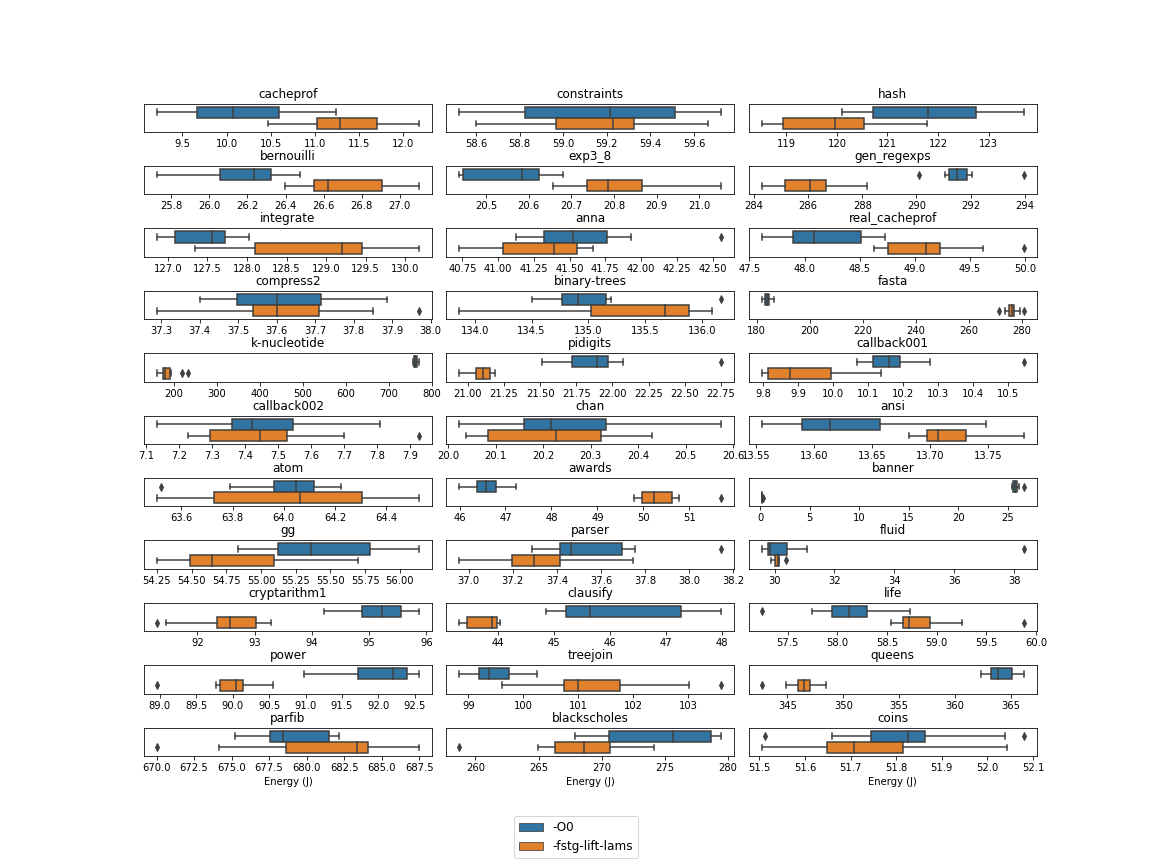 cacheprof constraints hash
9.5 10.0 10.5 11.0 11.5 12.0 58.6 58.8 59.0 59.2 59.4 59.6 119 120 121 122 123
bernouilli exp3_8 gen_regexps
25.8 26.0 26.2 26.4 26.6 26.8 27.0 20.5 20.6 20.7 20.8 20.9 21.0 284 286 288 290 292 294
integrate anna real_cacheprof
127.0 127.5 128.0 128.5 129.0 129.5 130.0 40.75 41.00 41.25 41.50 41.75 42.00 42.25 42.50 47.5 48.0 48.5 49.0 49.5 50.0
compress2 binary-trees fasta
37.3 37.4 37.5 37.6 37.7 37.8 37.9 38.0 134.0 134.5 135.0 135.5 136.0 180 200 220 240 260 280
k-nucleotide pidigits callback001
200 300 400 500 600 700 800 21.00 21.25 21.50 21.75 22.00 22.25 22.50 22.75 9.8 9.9 10.0 10.1 10.2 10.3 10.4 10.5
callback002 chan ansi
7.1 7.2 7.3 7.4 7.5 7.6 7.7 7.8 7.9 20.0 20.1 20.2 20.3 20.4 20.5 20.6 13.55 13.60 13.65 13.70 13.75
atom awards banner
63.6 63.8 64.0 64.2 64.4 46 47 48 49 50 51 0 5 10 15 20 25
gg parser fluid
54.25 54.50 54.75 55.00 55.25 55.50 55.75 56.00 37.0 37.2 37.4 37.6 37.8 38.0 38.2 30 32 34 36 38
cryptarithm1 clausify life
92 93 94 95 96 44 45 46 47 48 57.5 58.0 58.5 59.0 59.5 60.0
power treejoin queens
89.0 89.5 90.0 90.5 91.0 91.5 92.0 92.5 99 100 101 102 103 345 350 355 360 365
parfib blackscholes coins
670.0 672.5 675.0 677.5 680.0 682.5 685.0 687.5 260 265 270 275 280 51.5 51.6 51.7 51.8 51.9 52.0 52.1
Energy (J) Energy (J) Energy (J)
-O0
-fstg-lift-lams